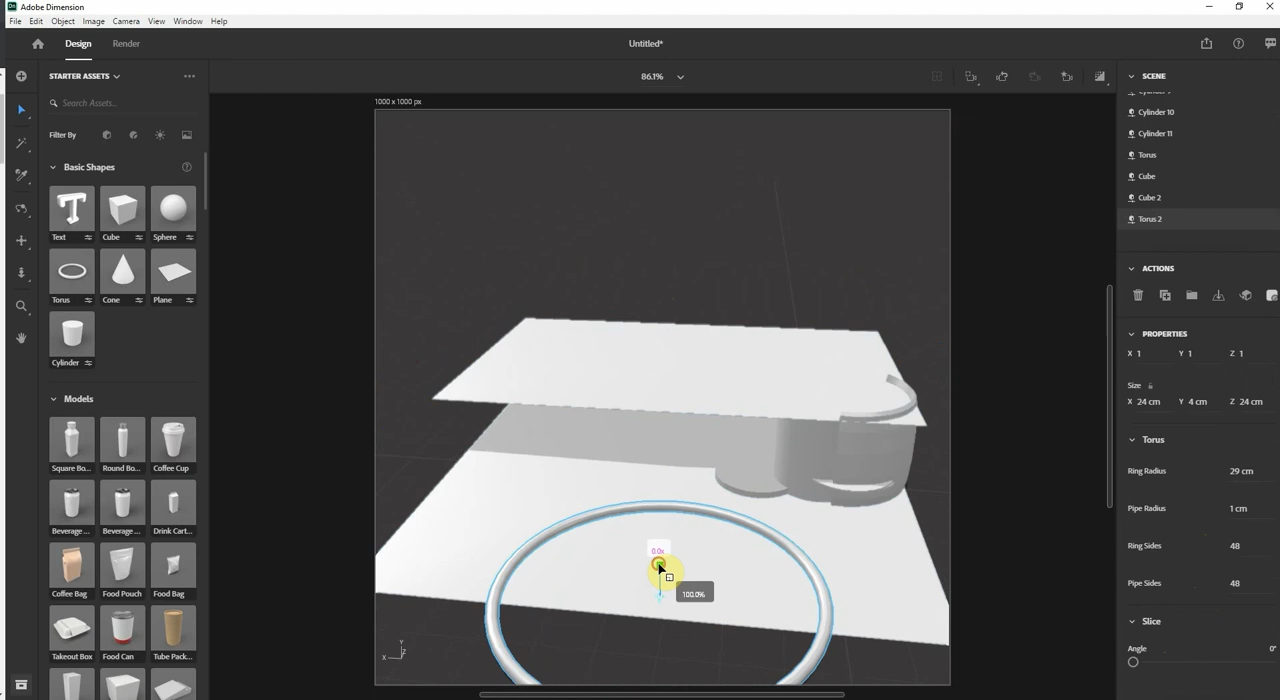 Adobe Dimension
File Edit Object Image Camera View Window Help
Design Render Untitled*
STARTER ASSETS 86.1% SCENE
1000 x 1000 px
Search Assets...
Cylinder 10
Filter By
Cylinder 11
Torus
Basic Shapes
Cube
Cube 2
Torus 2
Text Cube Sphere
ACTIONS
Torus Cone Plane
PROPERTIES
X 1 Y 1 Z 1
Cylinder
Size
X 24 cm Y 4 cm Z 24 cm
Models
Torus
Square Bo... Round Bo... Coffee Cup
Ring Radius 29 cm
Pipe Radius 1 cm
Beverage ... Beverage ... Drink Cart...
Ring Sides 48
0.0x
Pipe Sides 48
100.0%
Coffee Bag Food Pouch Food Bag
Slice
Angle 0°
Takeout Box Food Can Tube Pack...
X Y Z